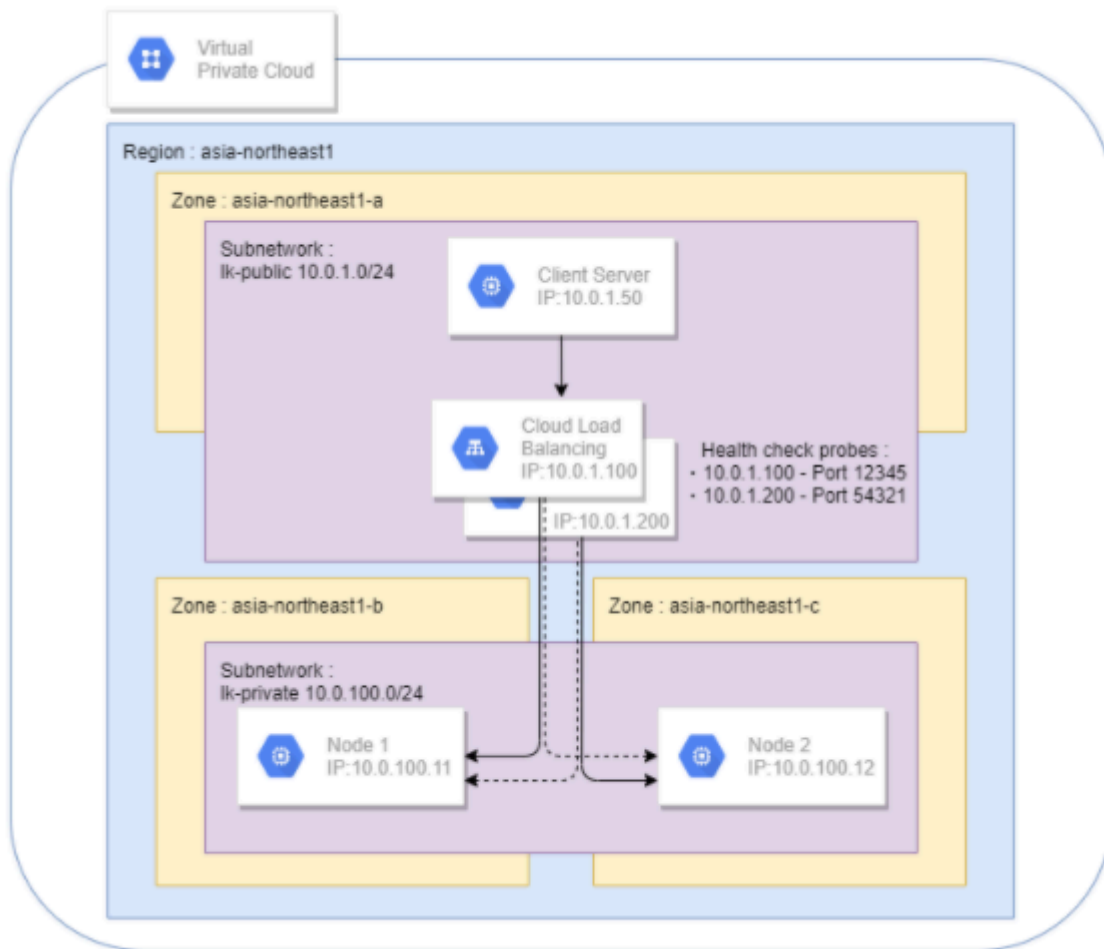 Virtual
Private Cloud
Region : asia-northeast1
Zone : asia-northeast1-a
Subnetwork :
lk-public 10.0.1.0/24
Client Server
IP:10.0.1.50
Cloud Load
Balancing
IP:10.0.1.100
IP:10.0.1.200
Health check probes :
・10.0.1.100 - Port 12345
・10.0.1.200 - Port 54321
Zone : asia-northeast1-b
Zone : asia-northeast1-c
Subnetwork :
lk-private 10.0.100.0/24
Node 1
IP:10.0.100.11
Node 2
IP:10.0.100.12